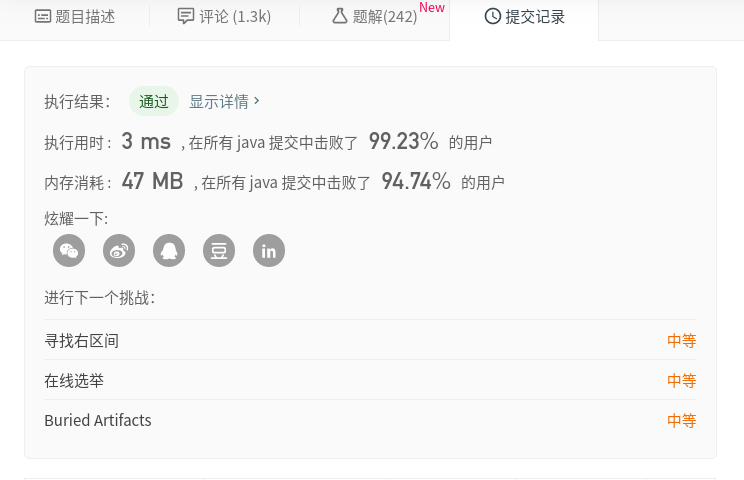 题目描述 评论 (1.3k) 题解(242) New 提交记录
执行结果： 通过 显示详情 >
执行用时 : 3 ms , 在所有 java 提交中击败了 99.23% 的用户
内存消耗 : 47 MB , 在所有 java 提交中击败了 94.74% 的用户
炫耀一下:
豆 in
进行下一个挑战：
寻找右区间 中等
在线选举 中等
Buried Artifacts 中等